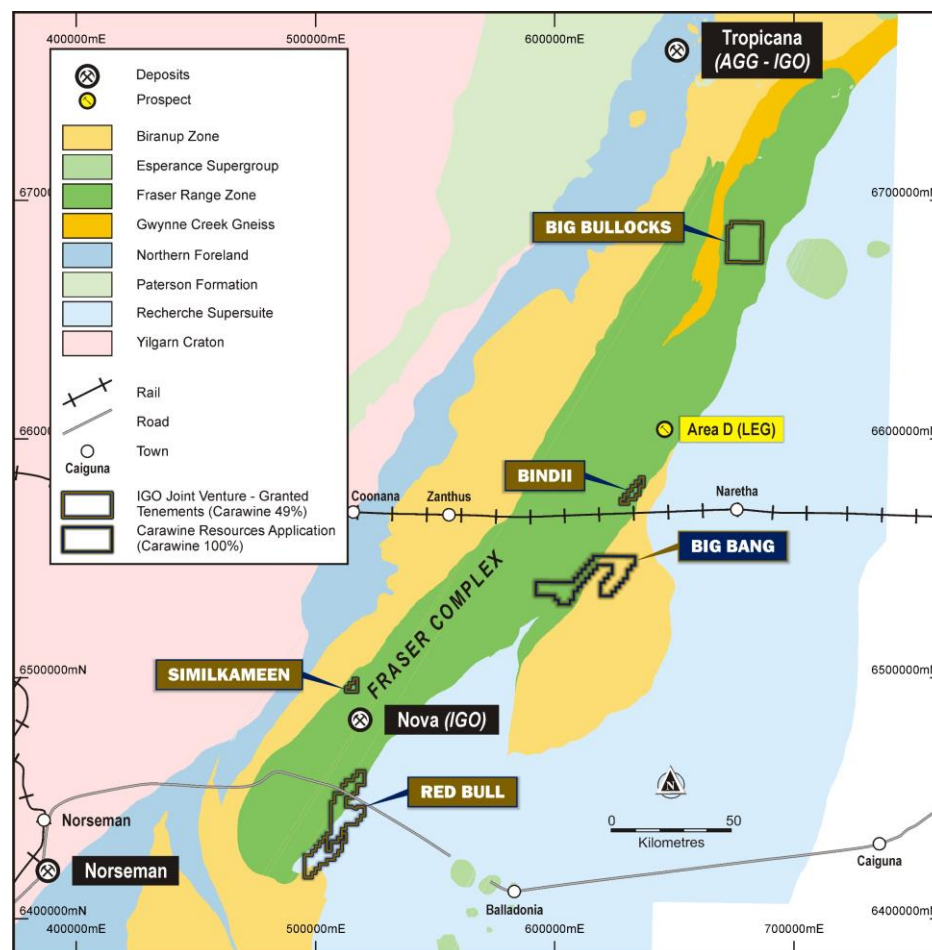 400000mE
500000mE
600000mE
Deposits
Prospect
Biranup Zone
Esperance Supergroup
Fraser Range Zone
Gwynne Creek Gneiss
Northern Foreland
Paterson Formation
Recherche Supersuite
Yilgarn Craton
Rail
Road
Town
Caiguna
IGO Joint Venture - Granted
Tenements (Carawine 49%)
Carawine Resources Application
(Carawine 100%)
Tropicana
(AGG - IGO)
6700000mN
6700000mN
BIG BULLOCKS
6600000mN
6600000mN
Area D (LEG)
BINDII
Coonana
Zanthus
Naretha
BIG BANG
FRASER COMPLEX
6500000mN
6500000mN
SIMILKAMEEN
Nova (IGO)
RED BULL
N
0
50
Kilometres
Norseman
Norseman
Caiguna
Balladonia
6400000mN
6400000mN
400000mE
500000mE
600000mE
700000mE